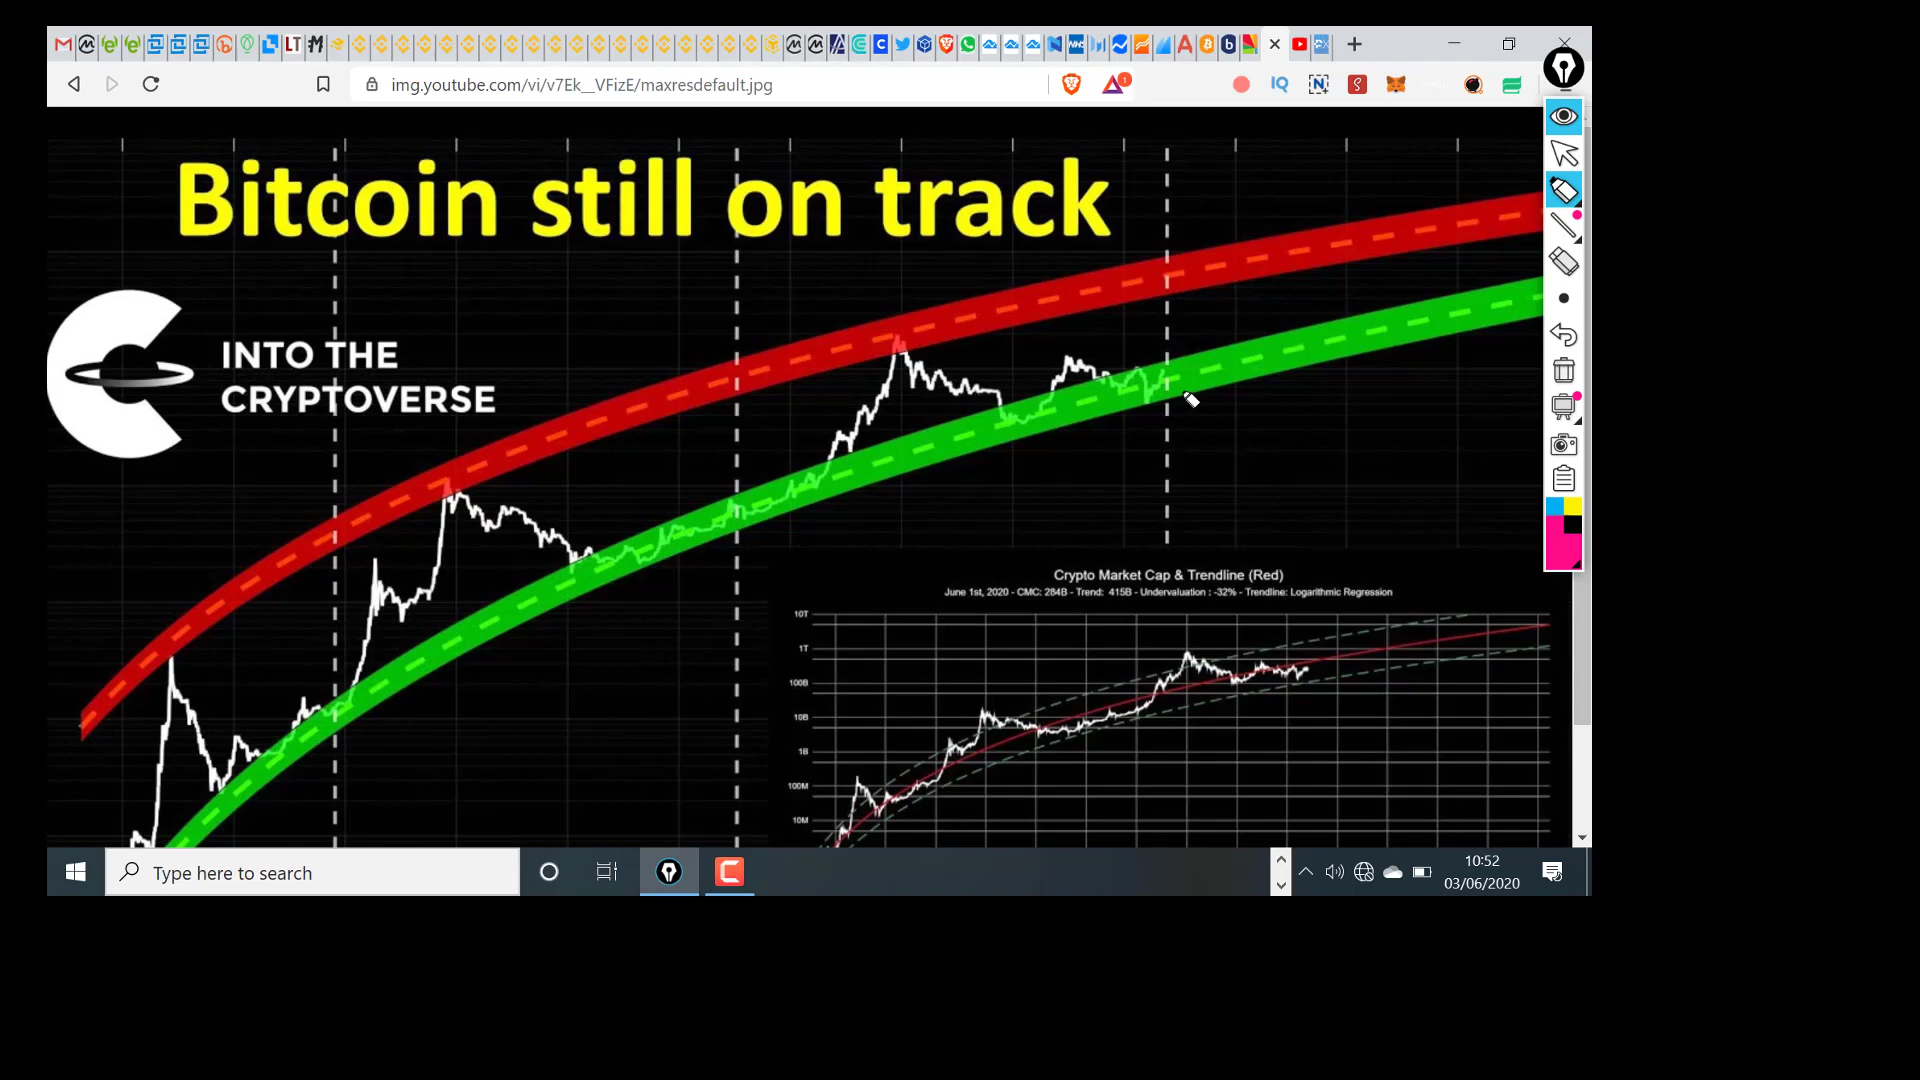 img.youtube.com/vi/v7Ek__VFizE/maxresdefault.jpg
Bitcoin still on track
INTO THE
CRYPTOVERSE
Crypto Market Cap & Trendline (Red)
June 1st, 2020 - CMC: 284B - Trend: 415B - Undervaluation : -32% - Trendline: Logarithmic Regression
10T
1T
100B
10B
1B
100M
10M
Type here to search
10:52
03/06/2020